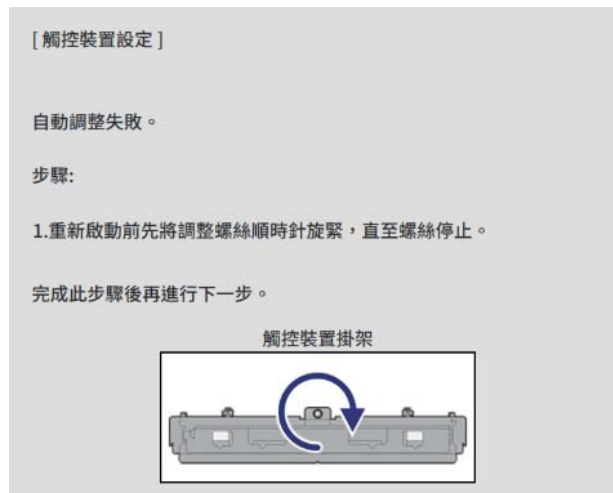 [ 觸控裝置設定 ]
自動調整失敗。
步驟:
1.重新啟動前先將調整螺絲順時針旋緊，直至螺絲停止。
完成此步驟後再進行下一步。
觸控裝置掛架